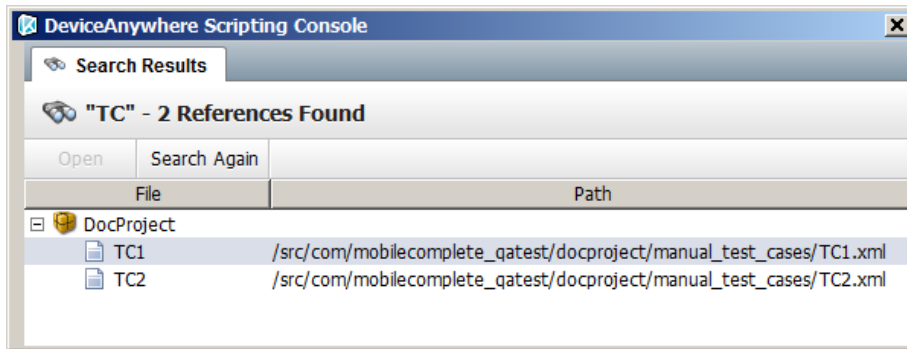 DeviceAnywhere Scripting Console
Search Results
"TC" - 2 References Found
Open Search Again
File Path
DocProject
TC1 /src/com/mobilecomplete_qatest/docproject/manual_test_cases/TC1.xml
TC2 /src/com/mobilecomplete_qatest/docproject/manual_test_cases/TC2.xml